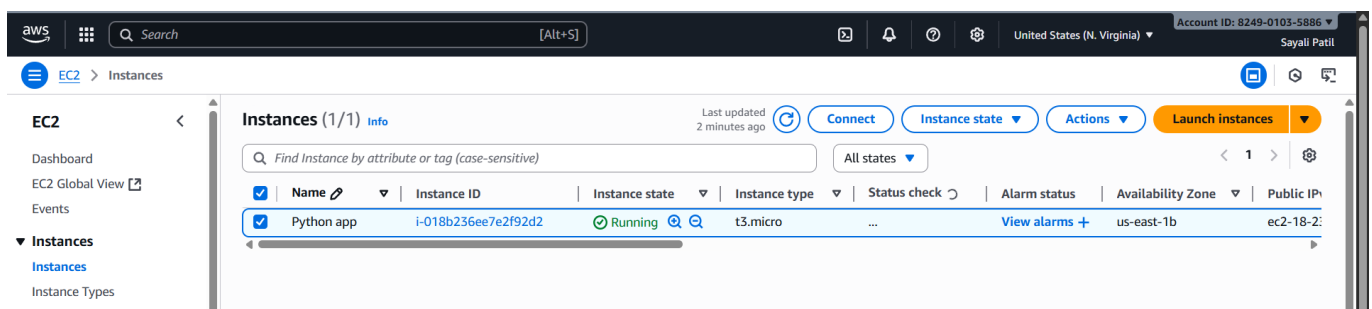 aws
Search [Alt+S]
United States (N. Virginia)
Account ID: 8249-0103-5886
Sayali Patil
EC2 > Instances
EC2
Dashboard
EC2 Global View
Events
Instances
Instances
Instance Types
Instances (1/1) Info
Last updated
2 minutes ago
Connect
Instance state
Actions
Launch instances
Find Instance by attribute or tag (case-sensitive)
All states
1
Name Instance ID Instance state Instance type Status check Alarm status Availability Zone Public IPv
Python app i-018b236ee7e2f92d2 Running t3.micro ... View alarms + us-east-1b ec2-18-23